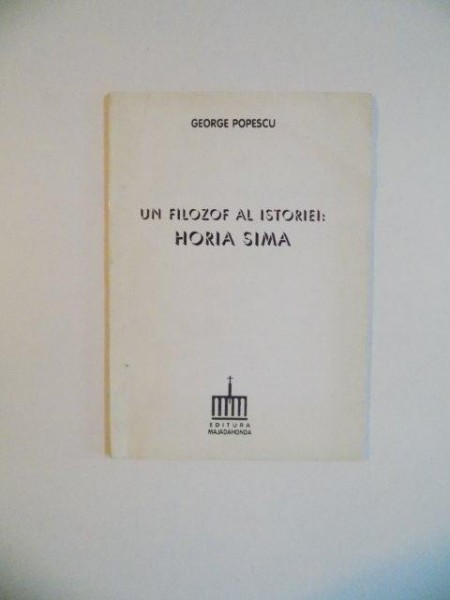 GEORGE POPESCU
UN FILOZOF AL ISTORIEI:
HORIA SIMA
EDITURA
MAJADAHONDA